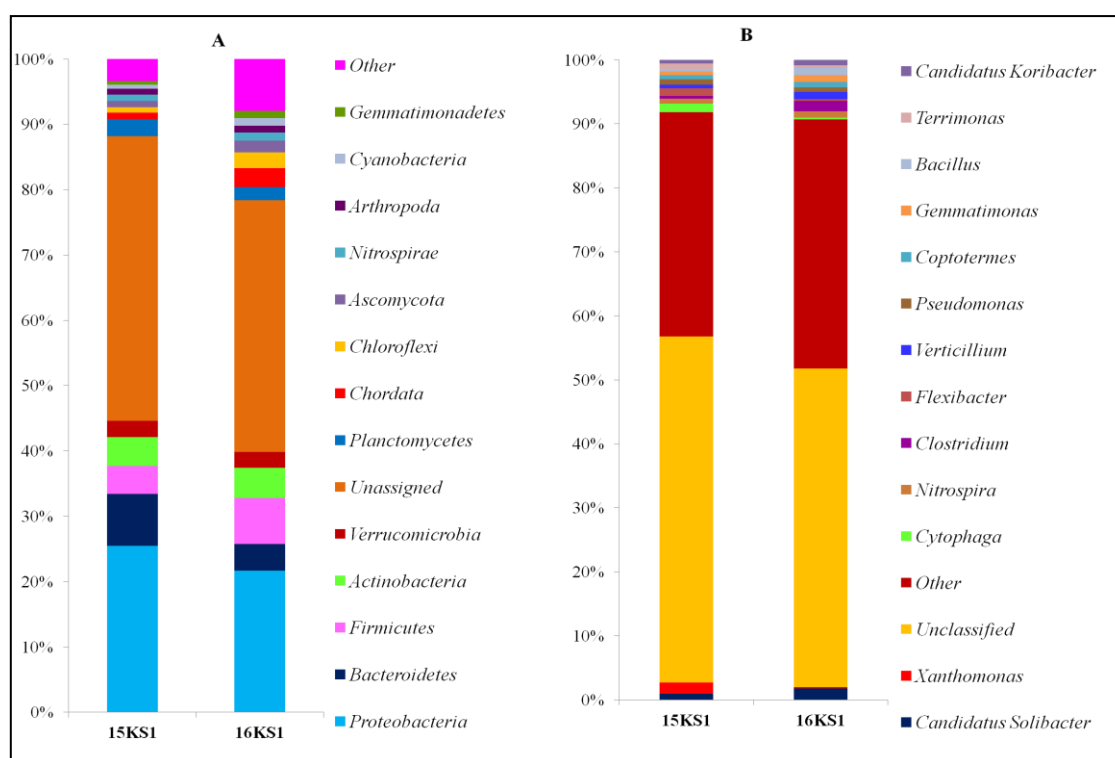 A
100%
90%
80%
70%
60%
50%
40%
30%
20%
10%
0%
15KS1
16KS1
Other
Gemmatimonadetes
Cyanobacteria
Arthropoda
Nitrospirae
Ascomycota
Chloroflexi
Chordata
Planctomycetes
Unassigned
Verrucomicrobia
Actinobacteria
Firmicutes
Bacteroidetes
Proteobacteria
B
100%
90%
80%
70%
60%
50%
40%
30%
20%
10%
0%
15KS1
16KS1
Candidatus Koribacter
Terrimonas
Bacillus
Gemmatimonas
Coptotermes
Pseudomonas
Verticillium
Flexibacter
Clostridium
Nitrospira
Cytophaga
Other
Unclassified
Xanthomonas
Candidatus Solibacter